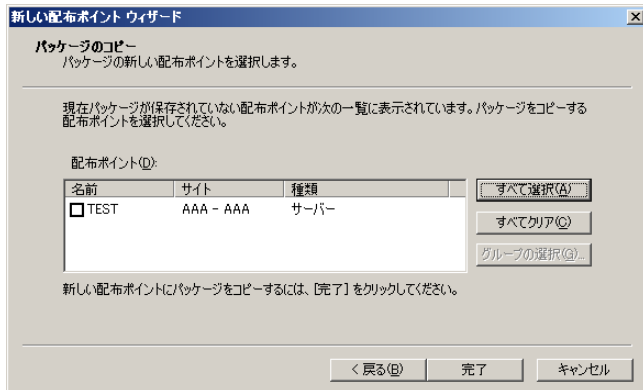 新しい配布ポイント ウィザード
パッケージのコピー
パッケージの新しい配布ポイントを選択します。
現在パッケージが保存されていない配布ポイントが次の一覧に表示されています。パッケージをコピーする
配布ポイントを選択してください。
配布ポイント(D):
名前 サイト 種類
TEST AAA - AAA サーバー
すべて選択(A)
すべてクリア(C)
グループの選択(G)...
新しい配布ポイントにパッケージをコピーするには、[完了] をクリックしてください。
< 戻る(B) 完了 キャンセル